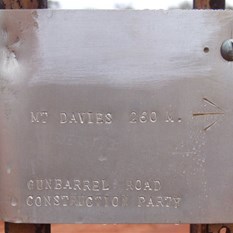 MT DAVIES 260 M.
GUNBARREL ROAD
CONSTRUCTION PARTY